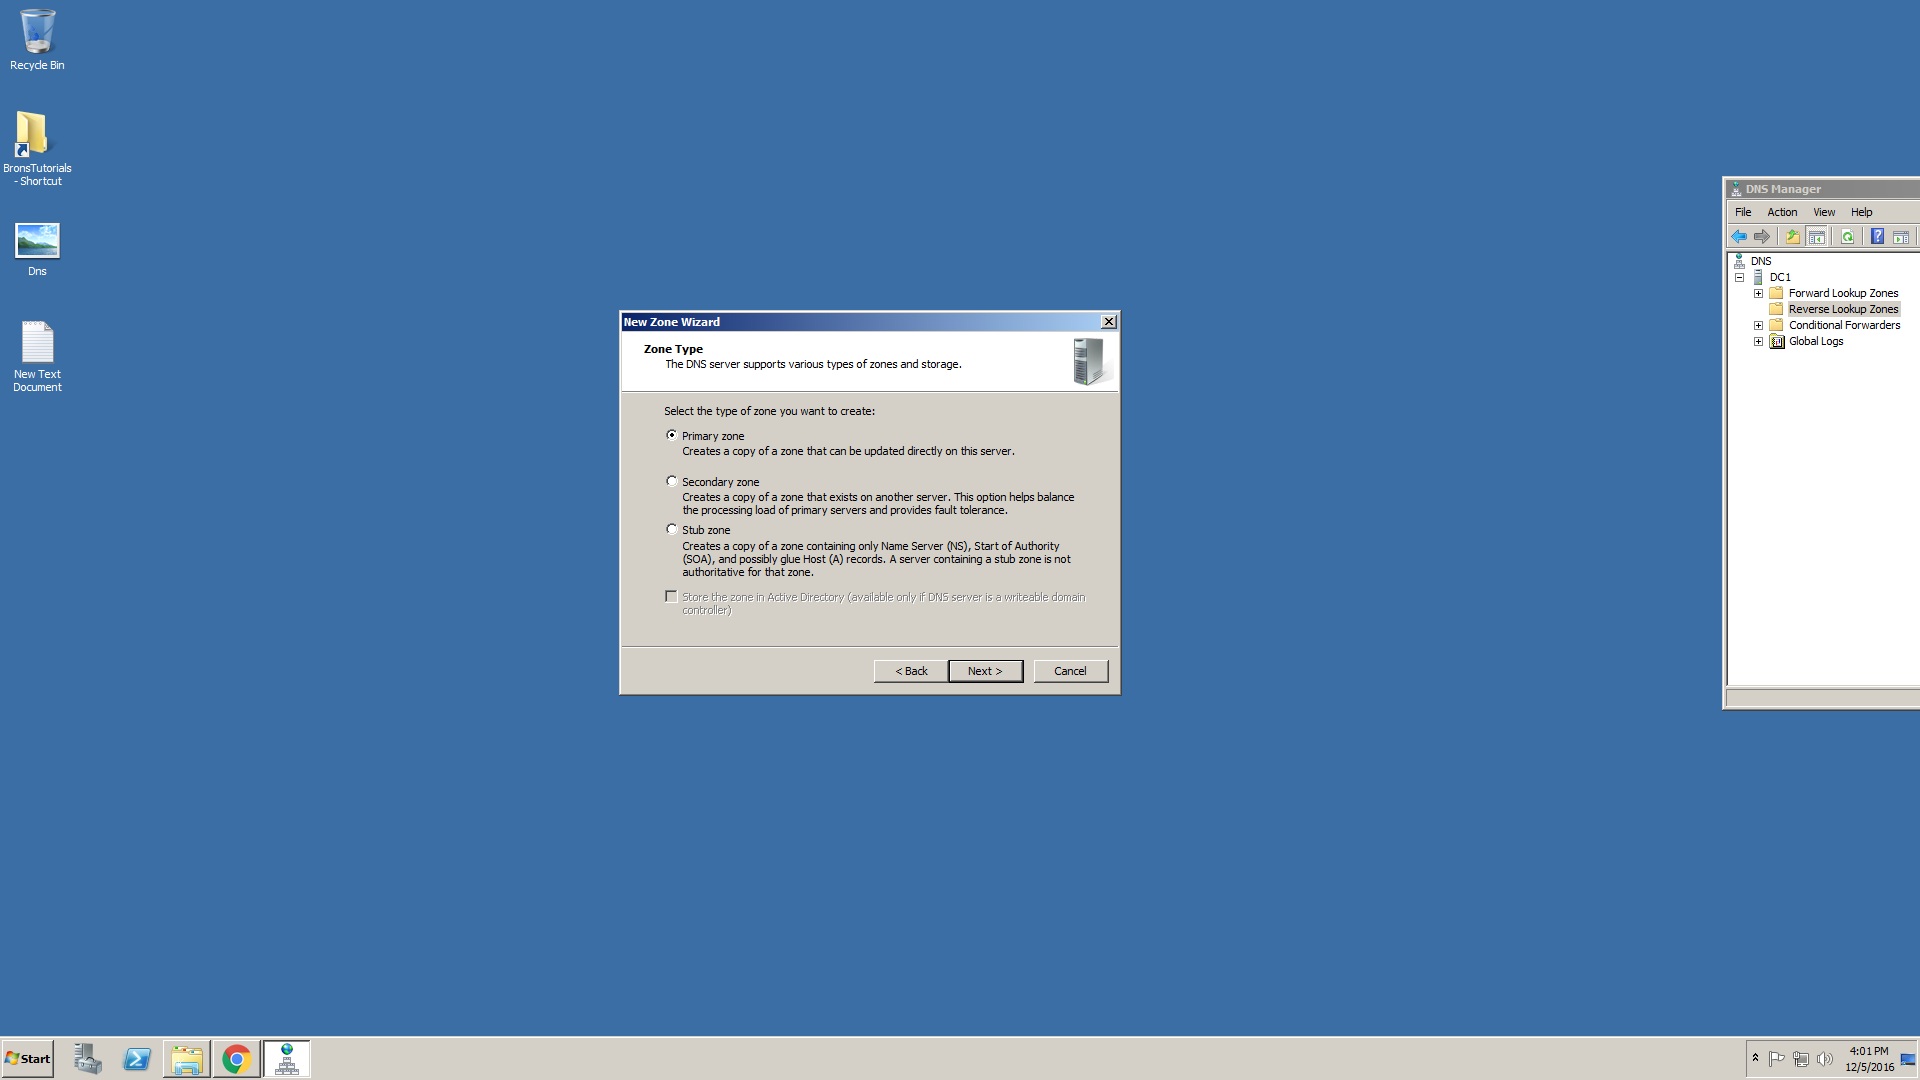 Recycle Bin
BronsTutorials
- Shortcut
Dns
New Text
Document
New Zone Wizard
Zone Type
The DNS server supports various types of zones and storage.
Select the type of zone you want to create:
Primary zone
Creates a copy of a zone that can be updated directly on this server.
Secondary zone
Creates a copy of a zone that exists on another server. This option helps balance
the processing load of primary servers and provides fault tolerance.
Stub zone
Creates a copy of a zone containing only Name Server (NS), Start of Authority
(SOA), and possibly glue Host (A) records. A server containing a stub zone is not
authoritative for that zone.
Store the zone in Active Directory (available only if DNS server is a writeable domain
controller)
< Back
Next >
Cancel
DNS Manager
File Action View Help
DNS
DC1
Forward Lookup Zones
Reverse Lookup Zones
Conditional Forwarders
Global Logs
Start
4:01 PM
12/5/2016